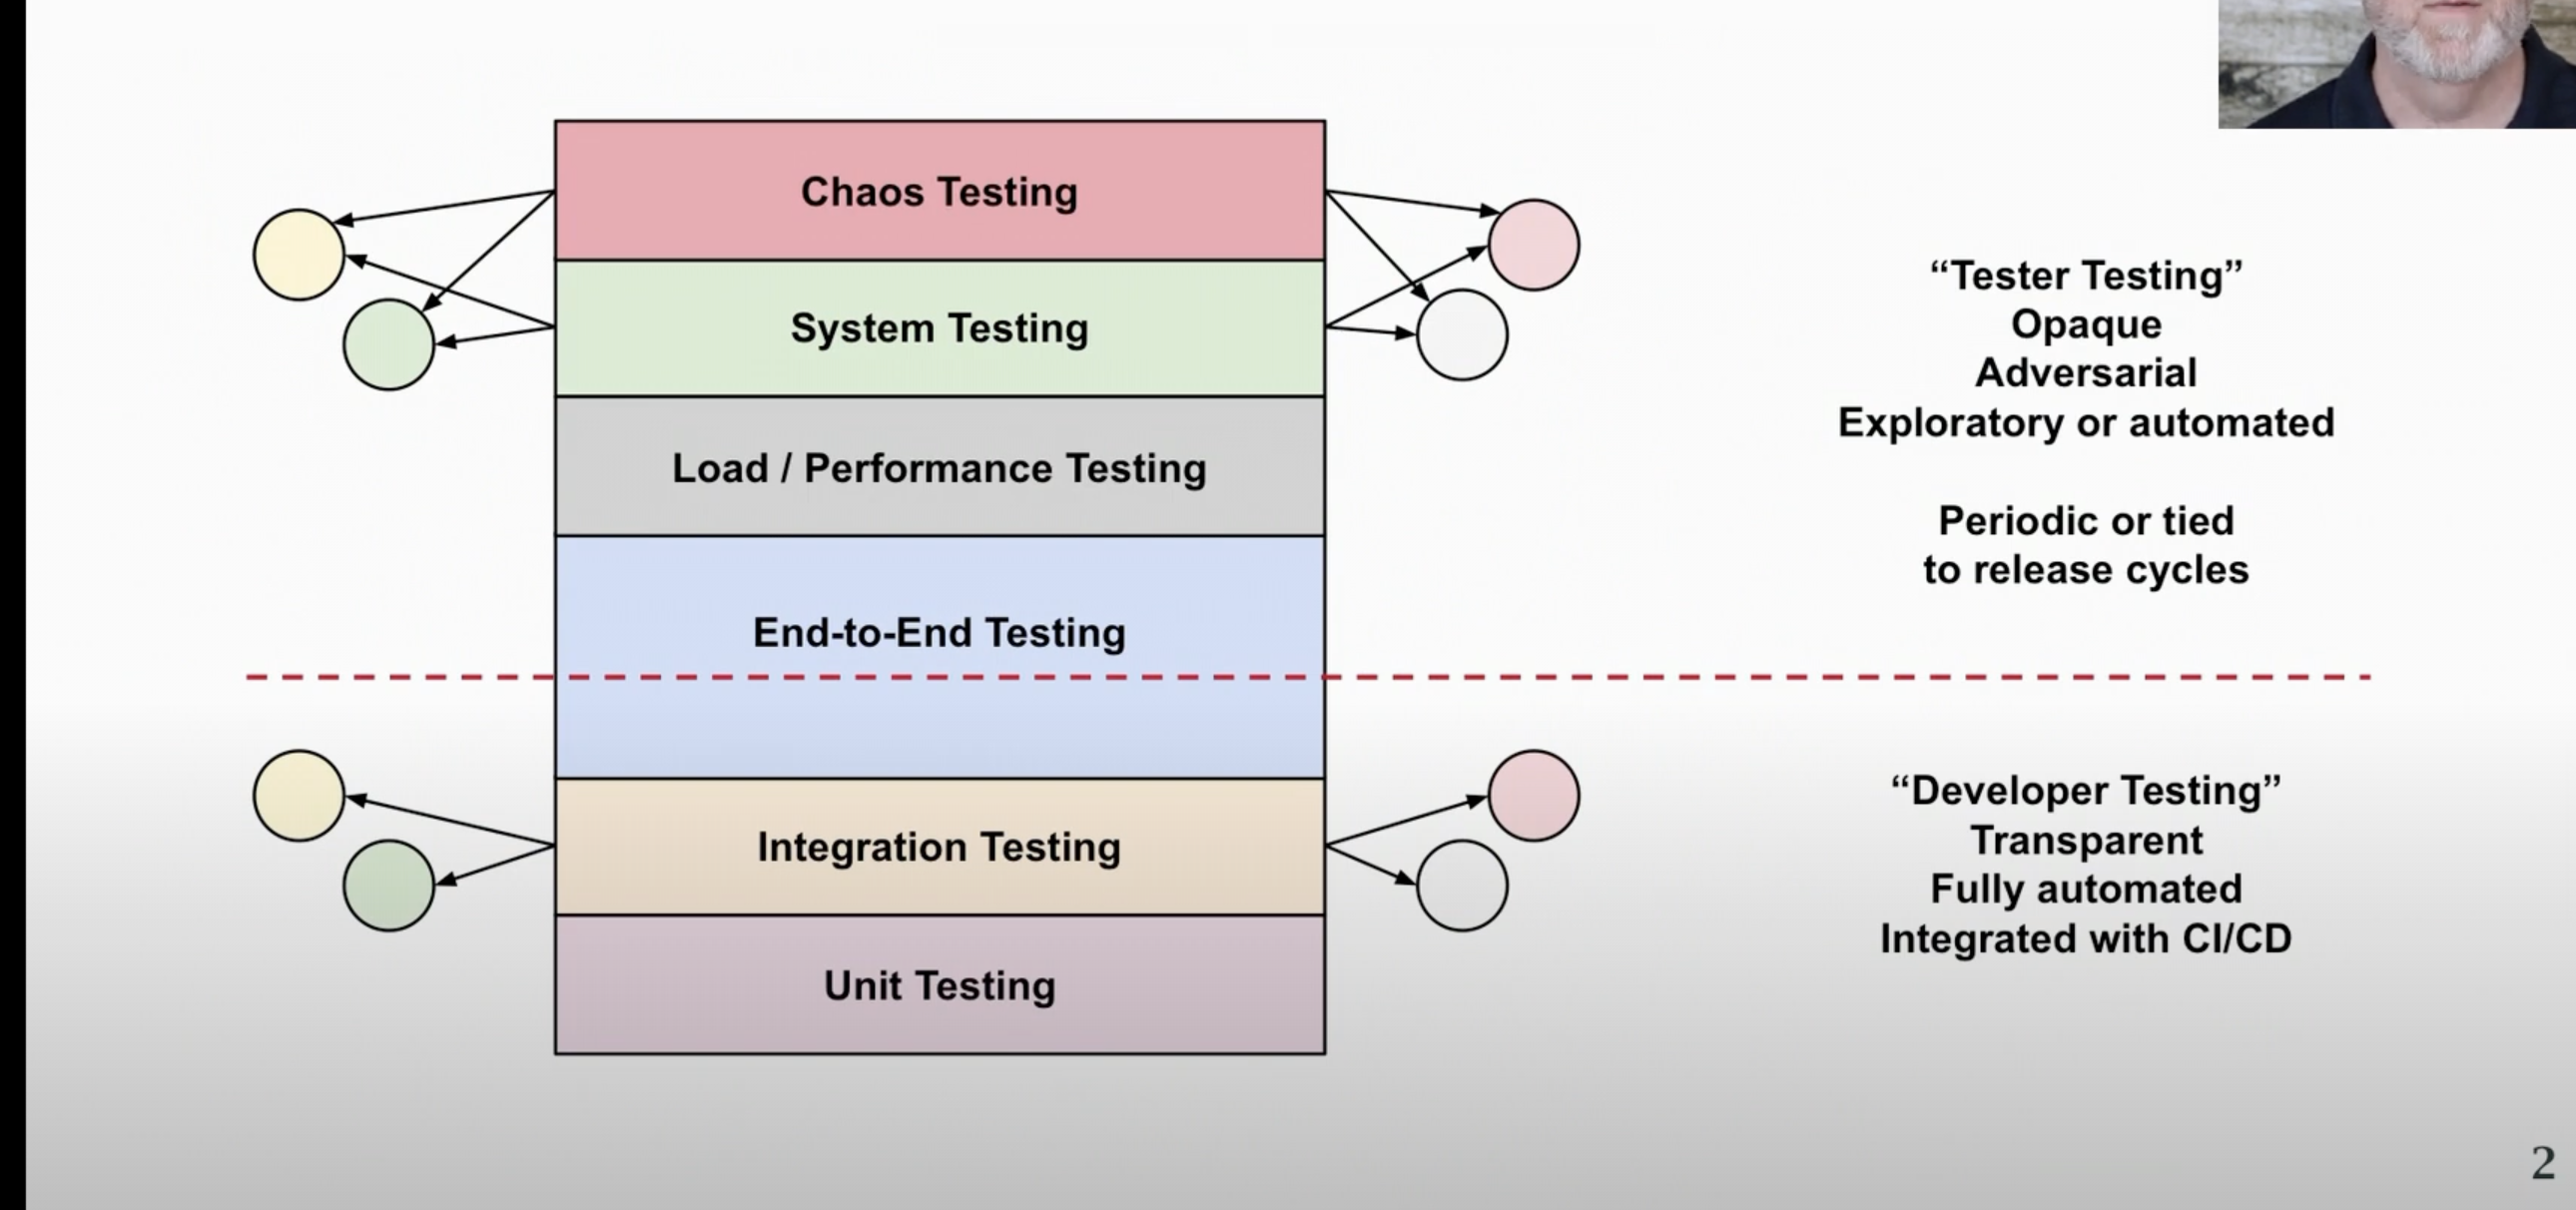 Chaos Testing
System Testing
Load / Performance Testing
End-to-End Testing
Integration Testing
Unit Testing
“Tester Testing”
Opaque
Adversarial
Exploratory or automated
Periodic or tied
to release cycles
“Developer Testing”
Transparent
Fully automated
Integrated with CI/CD
2